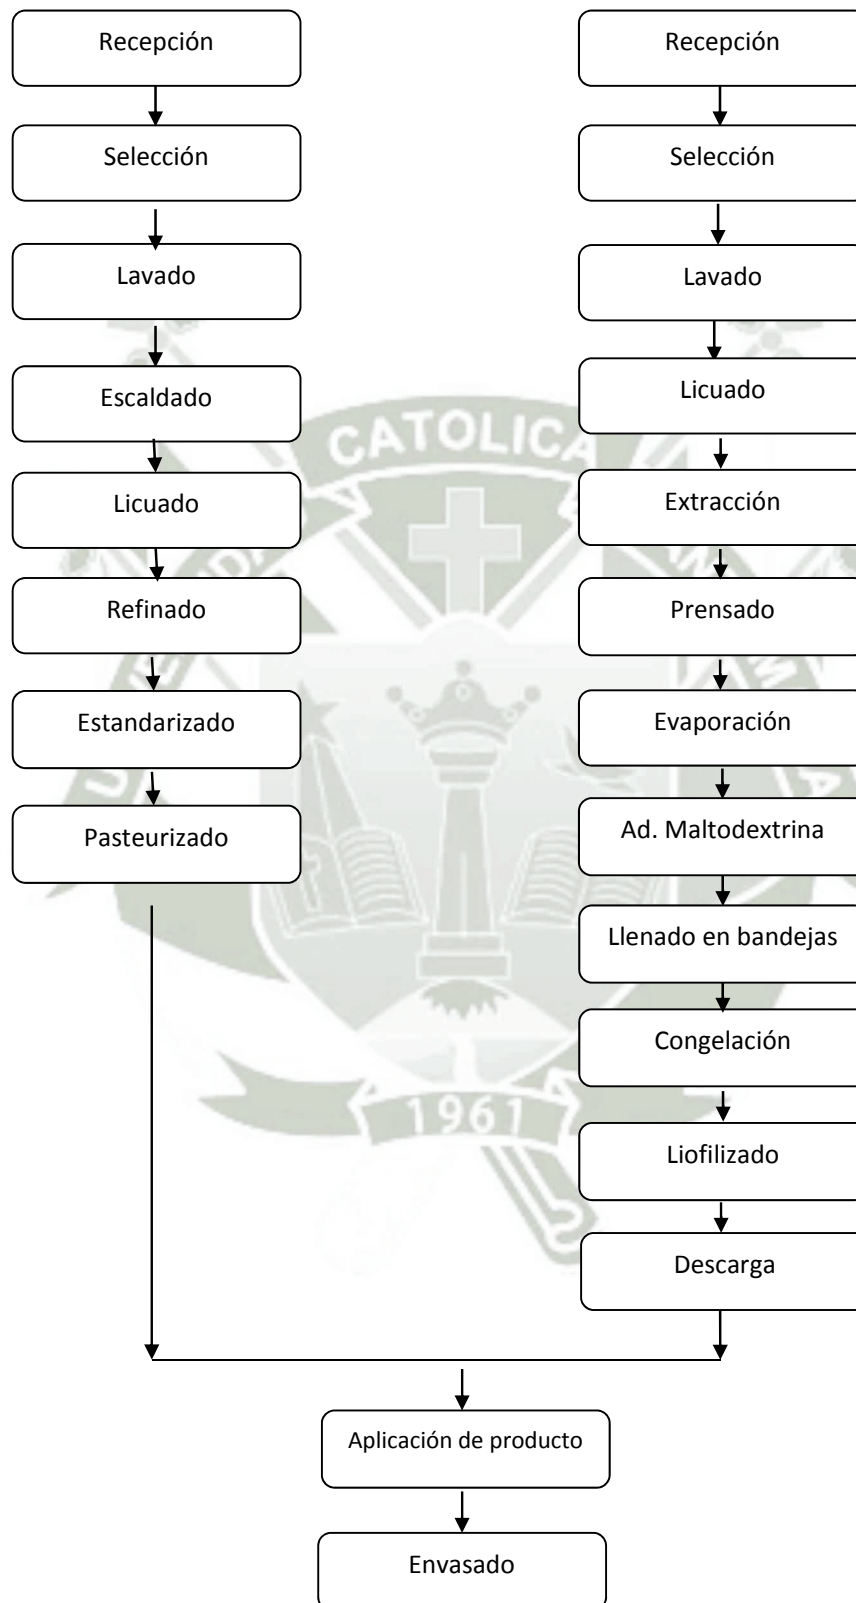 Recepción
Selección
Lavado
Escaldado
Licuado
Refinado
Estandarizado
Pasteurizado
Recepción
Selección
Lavado
Licuado
Extracción
Prensado
Evaporación
Ad. Maltodextrina
Llenado en bandejas
Congelación
Liofilizado
Descarga
Aplicación de producto
Envasado
CATOLICA
1961